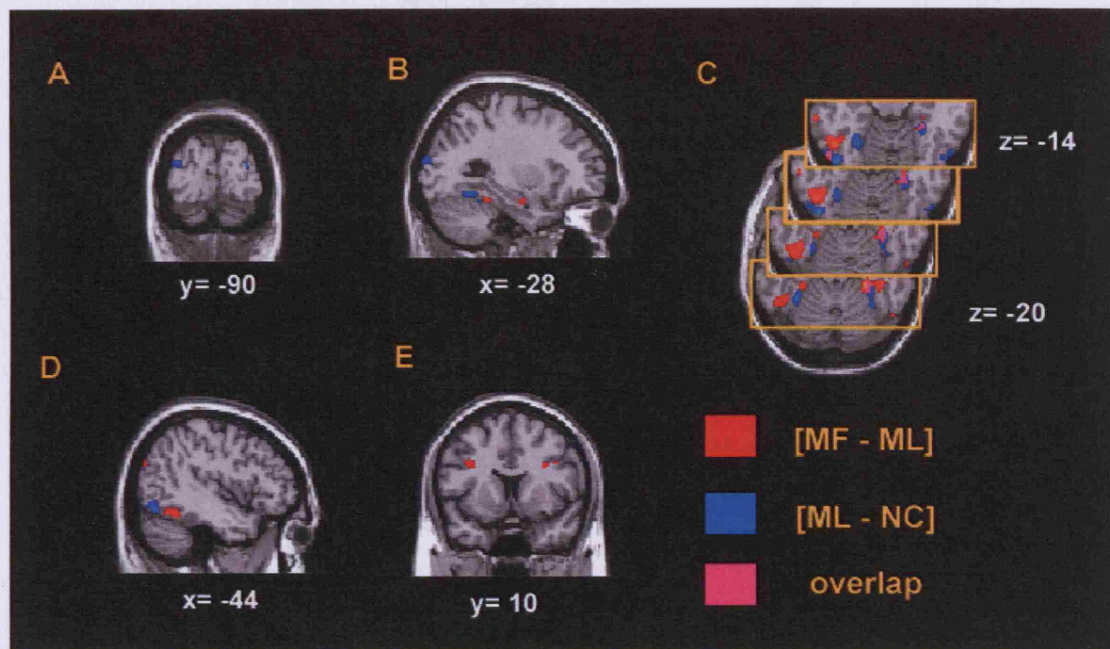 A
B
C
z= -14
y= -90
x= -28
z= -20
D
E
[MF - ML]
[ML - NC]
overlap
x= -44
y= 10